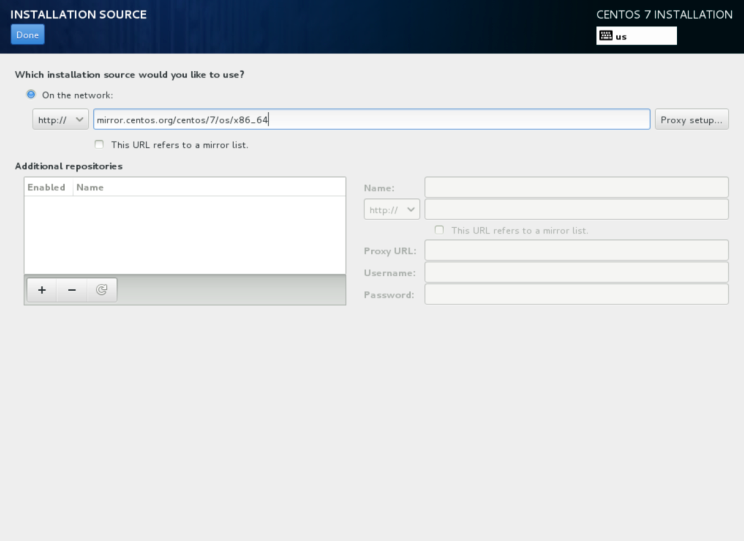 INSTALLATION SOURCE
CENTOS 7 INSTALLATION
Done
us
Which installation source would you like to use?
On the network:
http://
mirror.centos.org/centos/7/os/x86_64
Proxy setup...
This URL refers to a mirror list.
Additional repositories
Enabled Name
Name:
http://
This URL refers to a mirror list.
Proxy URL:
Username:
Password: